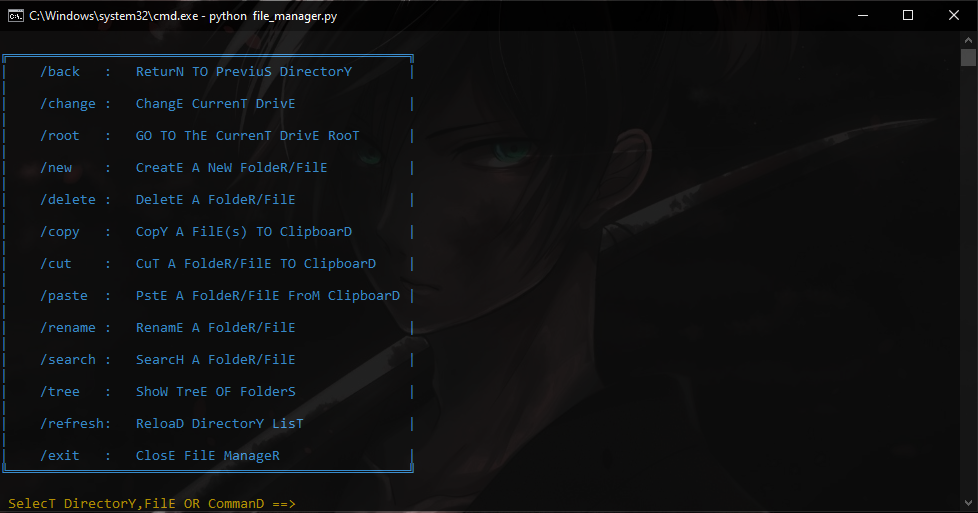 C:\Windows\system32\cmd.exe - python file_manager.py
/back : ReturN TO PreviuS DirectorY
/change : ChangE CurrenT DrivE
/root : GO TO ThE CurrenT DrivE RooT
/new : CreatE A NeW FoldeR/FilE
/delete : DeletE A FoldeR/FilE
/copy : CopY A FilE(s) TO ClipboarD
/cut : CuT A FoldeR/FilE TO ClipboarD
/paste : PstE A FoldeR/FilE FroM ClipboarD
/rename : RenamE A FoldeR/FilE
/search : SearcH A FoldeR/FilE
/tree : ShoW TreE OF FolderS
/refresh: ReloaD DirectorY LisT
/exit : ClosE FilE ManageR
SelecT DirectorY,FilE OR CommanD ==>